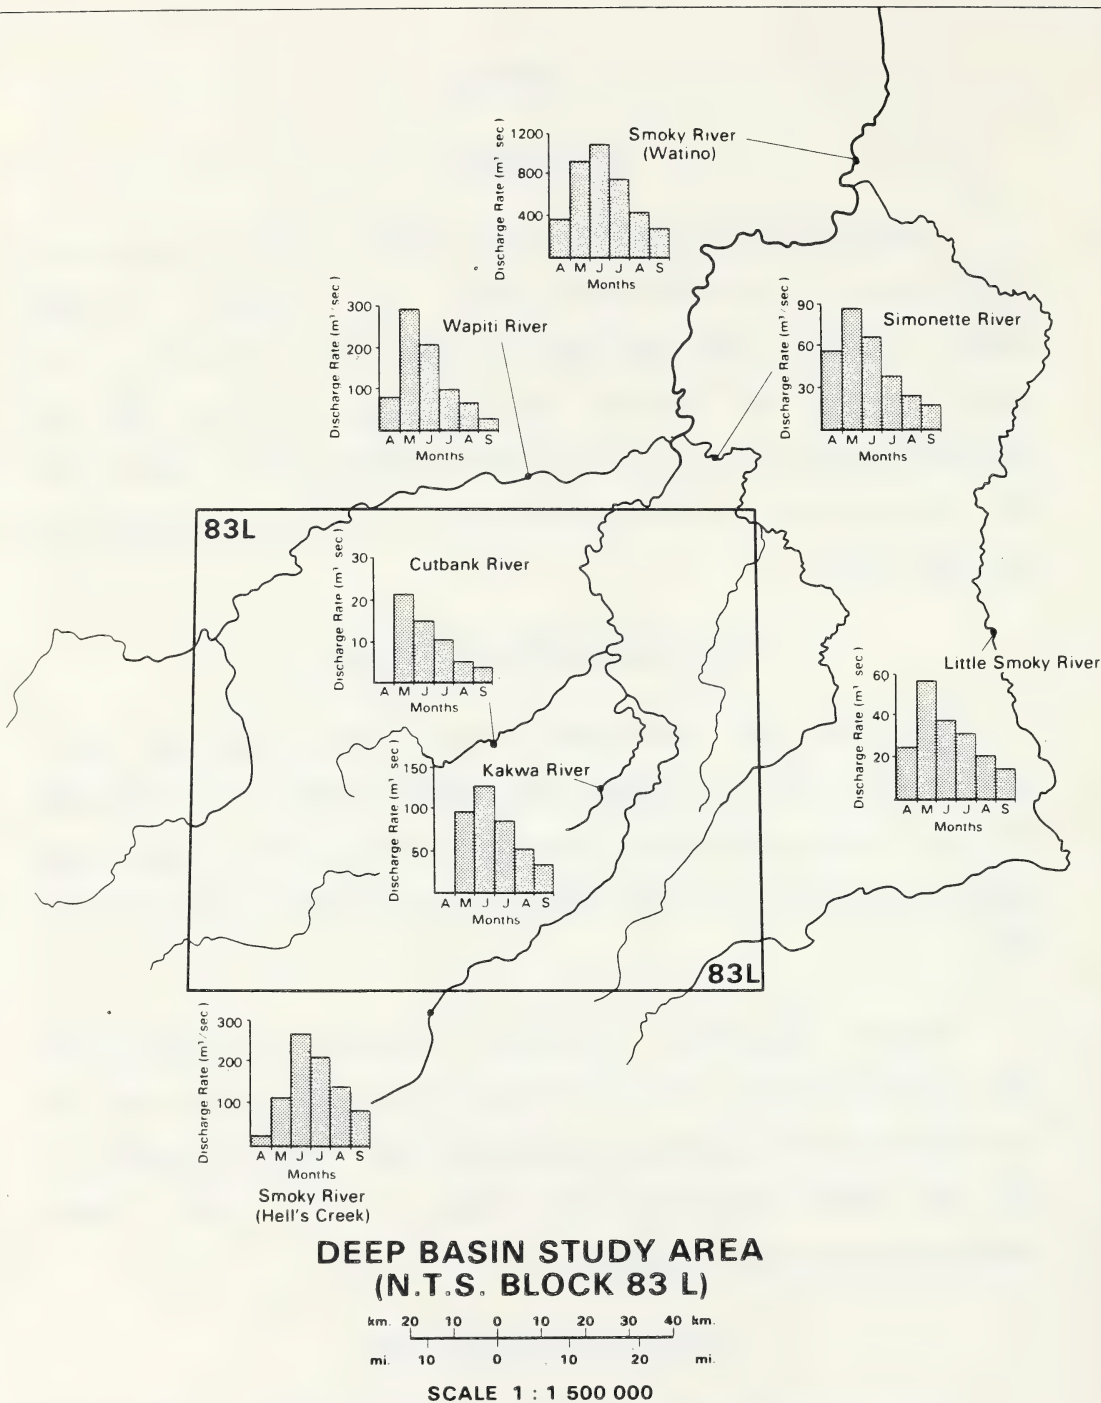 Smoky River
(Watino)
Discharge Rate (m³ sec )
1200
800
400
A M J J A S
Months
Wapiti River
Discharge Rate (m³/sec )
300
200
100
A M J J A S
Months
Simonette River
Discharge Rate (m³/sec )
90
60
30
A M J J A S
Months
83L
Cutbank River
Discharge Rate (m³ sec )
30
20
10
A M J J A S
Months
Little Smoky River
Discharge Rate (m³ sec )
60
40
20
A M J J A S
Months
Kakwa River
Discharge Rate (m³ sec )
150
100
50
A M J J A S
Months
83L
Discharge Rate (m³/sec )
300
200
100
A M J J A S
Months
Smoky River
(Hell's Creek)
DEEP BASIN STUDY AREA
(N.T.S. BLOCK 83 L)
km. 20 10 0 10 20 30 40 km.
mi. 10 0 10 20 mi.
SCALE 1 : 1 500 000